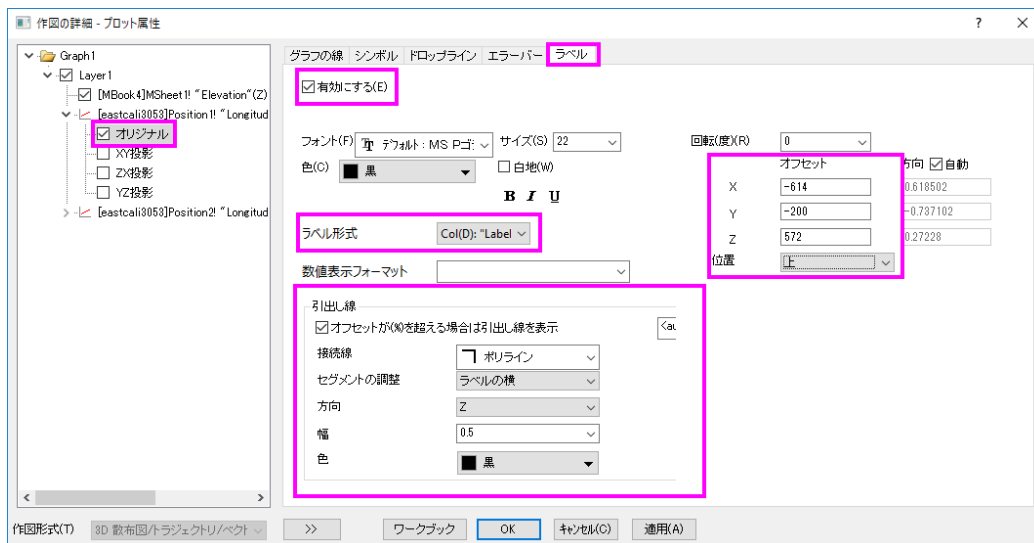 作図の詳細 - プロット属性
? ×
Graph1
Layer1
[MBook4]MSheet1! "Elevation"(Z)
[eastcali3053]Position1! "Longitud
オリジナル
XY投影
ZX投影
YZ投影
[eastcali3053]Position2! "Longitud
グラフの線 シンボル ドロップライン エラーバー ラベル
有効にする(E)
フォント(F) デフォルト: MS Pゴ サイズ(S) 22 回転(度)(R) 0
色(C) 黒 白地(W)
オフセット 方向 自動
B I U
X -614 0.618502
Y -200 -0.737102
Z 572 0.27228
位置 上
ラベル形式 Col(D): "Label
数値表示フォーマット
引出し線
オフセットが(%)を超える場合は引出し線を表示 <au
接続線 ポリライン
セグメントの調整 ラベルの横
方向 Z
幅 0.5
色 黒
作図形式(T) 3D 散布図/トラジェクトリ/ベクト >> ワークブック OK キャンセル(C) 適用(A)